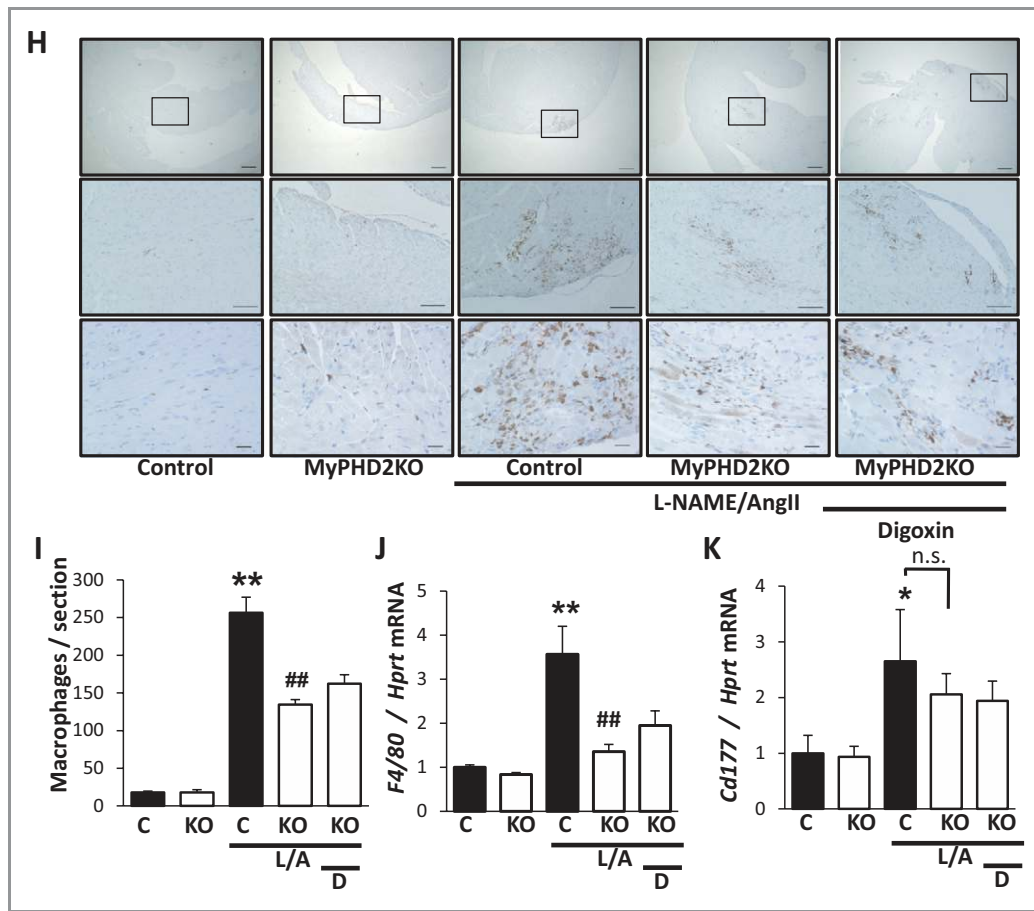 H
Control MyPHD2KO Control MyPHD2KO MyPHD2KO
L-NAME/AngII
Digoxin
I
Macrophages / section
300
250
200
150
100
50
0
**
##
C KO C KO KO
L/A
D
J
F4/80 / Hprt mRNA
5
4
3
2
1
0
**
##
C KO C KO KO
L/A
D
K
Cd177 / Hprt mRNA
4
3
2
1
0
n.s.
*
C KO C KO KO
L/A
D